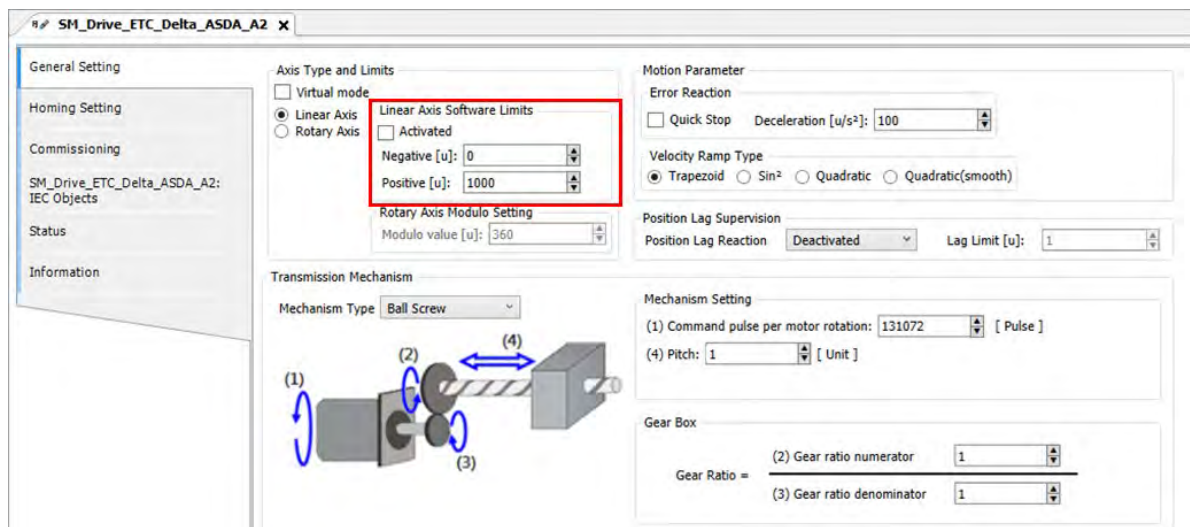 SM_Drive_ETC_Delta_ASDA_A2 X
General Setting
Homing Setting
Commissioning
SM_Drive_ETC_Delta_ASDA_A2:
IEC Objects
Status
Information
Axis Type and Limits
Virtual mode
Linear Axis
Rotary Axis
Linear Axis Software Limits
Activated
Negative [u]: 0
Positive [u]: 1000
Rotary Axis Modulo Setting
Modulo value [u]: 360
Motion Parameter
Error Reaction
Quick Stop Deceleration [u/s²]: 100
Velocity Ramp Type
Trapezoid Sin² Quadratic Quadratic(smooth)
Position Lag Supervision
Position Lag Reaction Deactivated Lag Limit [u]: 1
Transmission Mechanism
Mechanism Type Ball Screw
(1)
(2)
(4)
(3)
Mechanism Setting
(1) Command pulse per motor rotation: 131072 [ Pulse ]
(4) Pitch: 1 [ Unit ]
Gear Box
Gear Ratio =
(2) Gear ratio numerator 1
(3) Gear ratio denominator 1